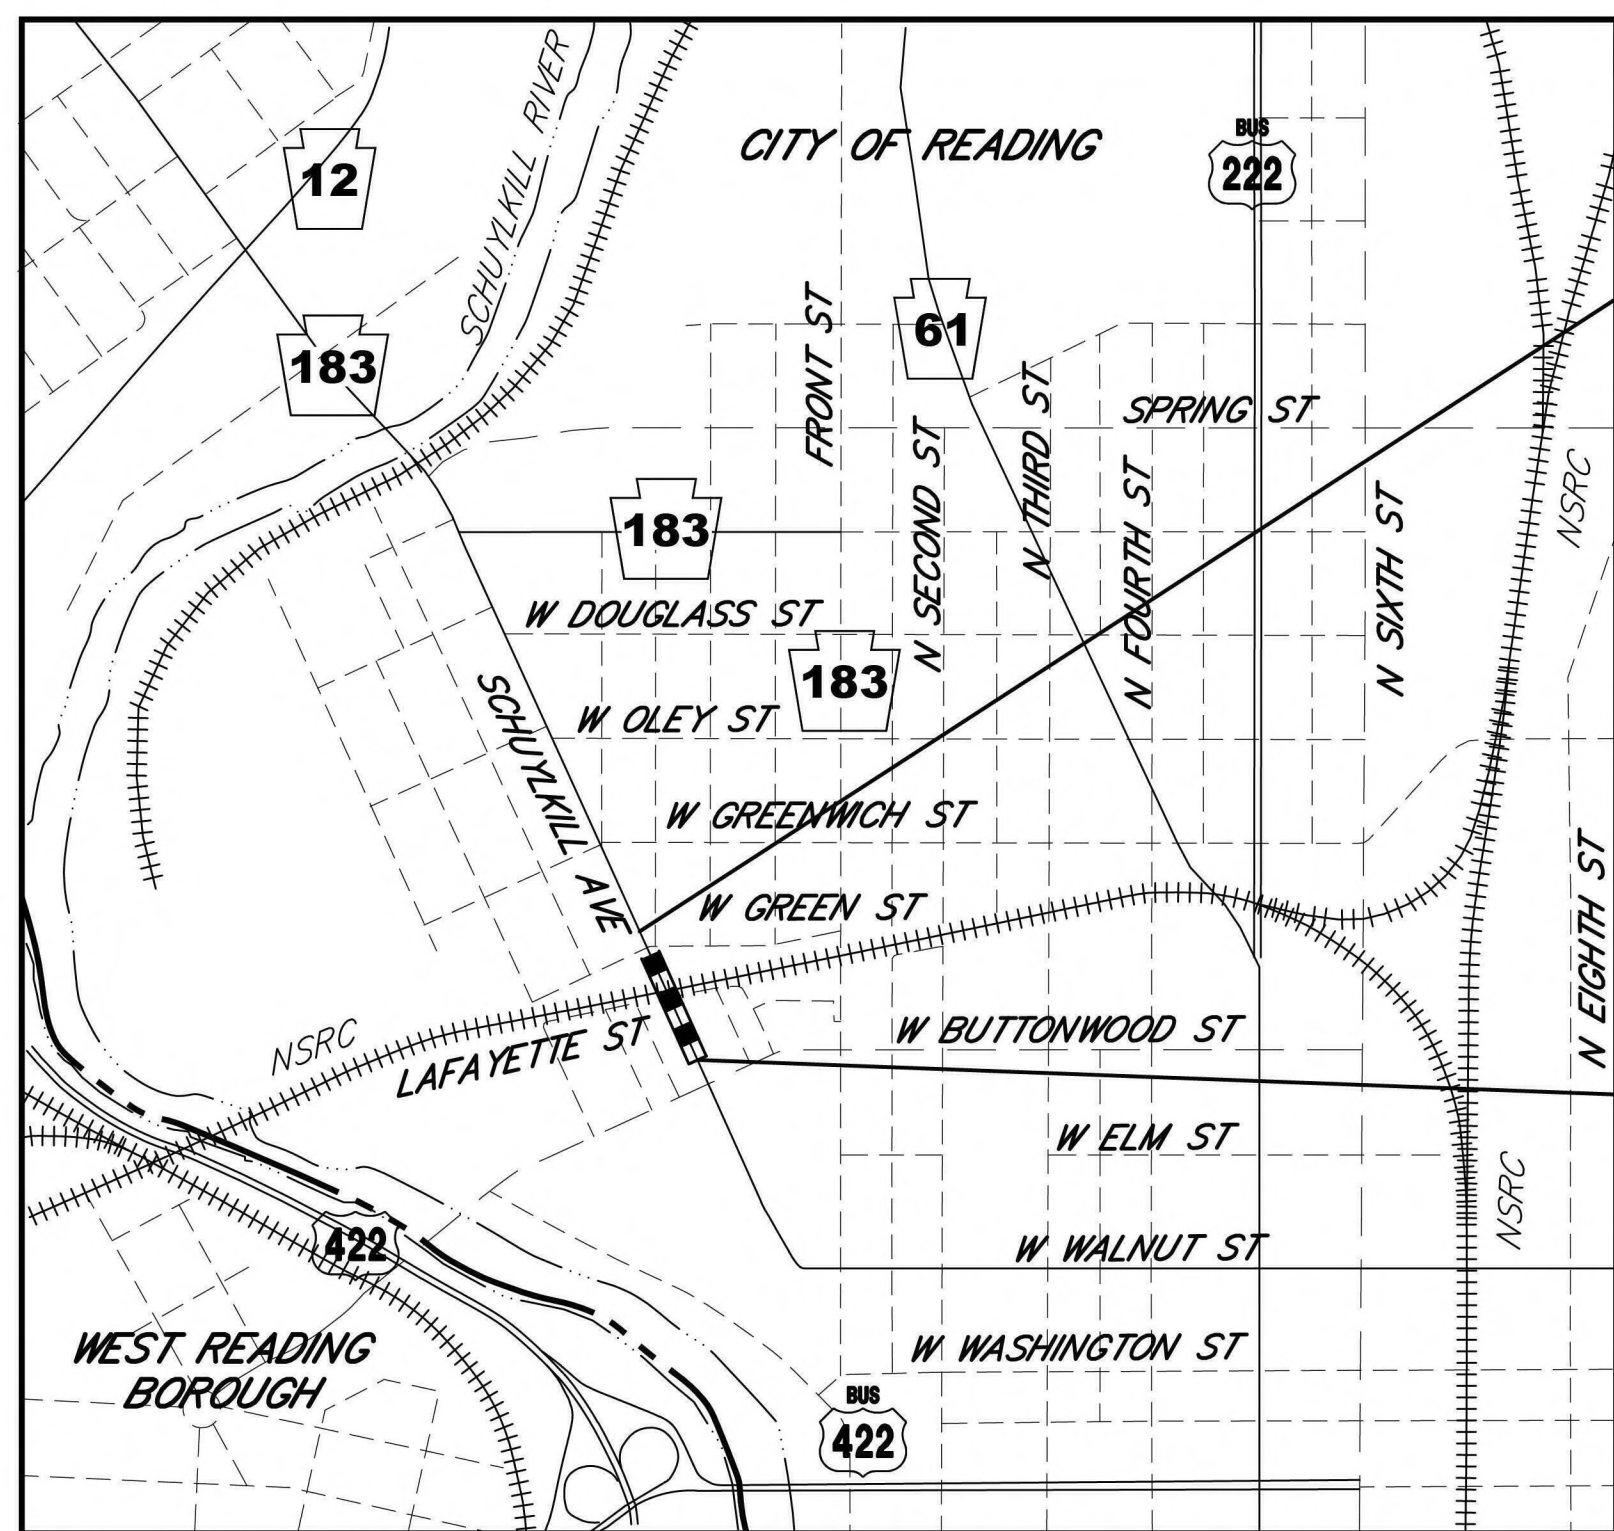 SCHUYLKILL RIVER
CITY OF READING
BUS
222
12
183
61
FRONT ST
N THIRD ST
SPRING ST
N SECOND ST
N FOURTH ST
N SIXTH ST
NSRC
183
W DOUGLASS ST
183
SCHUYLKILL AVE
W OLEY ST
W GREENWICH ST
W GREEN ST
N EIGHTH ST
NSRC
LAFAYETTE ST
W BUTTONWOOD ST
W ELM ST
NSRC
422
W WALNUT ST
WEST READING
BOROUGH
W WASHINGTON ST
BUS
422